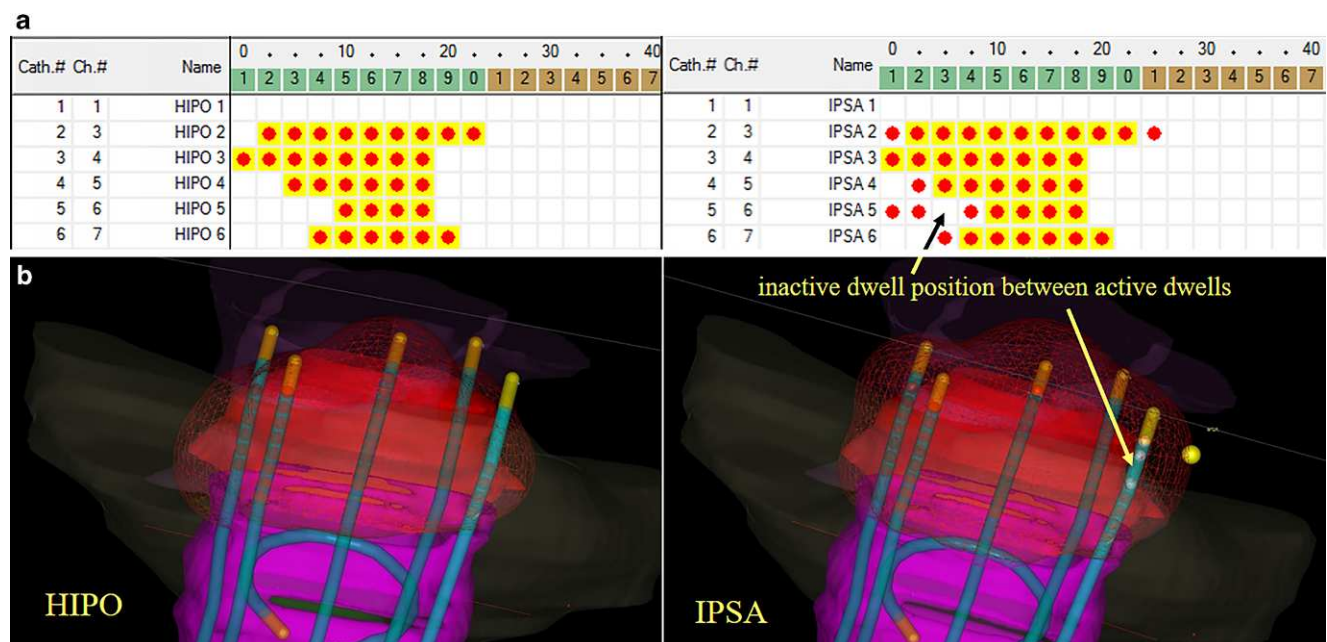 a
0 . . . 10 . . . 20 . . . 30 . . . 40
Cath.# Ch.# Name 1 2 3 4 5 6 7 8 9 0 1 2 3 4 5 6 7
1 1 HIPO 1
2 3 HIPO 2
3 4 HIPO 3
4 5 HIPO 4
5 6 HIPO 5
6 7 HIPO 6
0 . . . 10 . . . 20 . . . 30 . . . 40
Cath.# Ch.# Name 1 2 3 4 5 6 7 8 9 0 1 2 3 4 5 6 7
1 1 IPSA 1
2 3 IPSA 2
3 4 IPSA 3
4 5 IPSA 4
5 6 IPSA 5
6 7 IPSA 6
b
inactive dwell position between active dwells
HIPO
IPSA